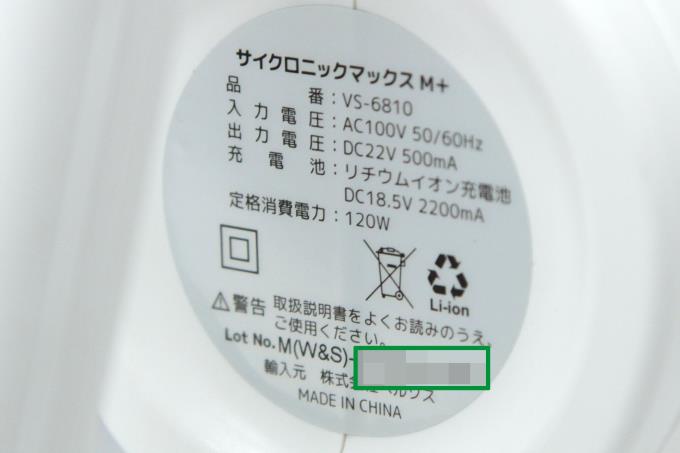 サイクロニックマックス M+
品番：VS-6810
入力電圧：AC100V 50/60Hz
出力電圧：DC22V 500mA
充電池：リチウムイオン充電池
DC18.5V 2200mA
定格消費電力：120W
Li-ion
警告 取扱説明書をよくお読みのうえ、
ご使用ください。
Lot No.M(W&S)-
輸入元 株式会社
MADE IN CHINA